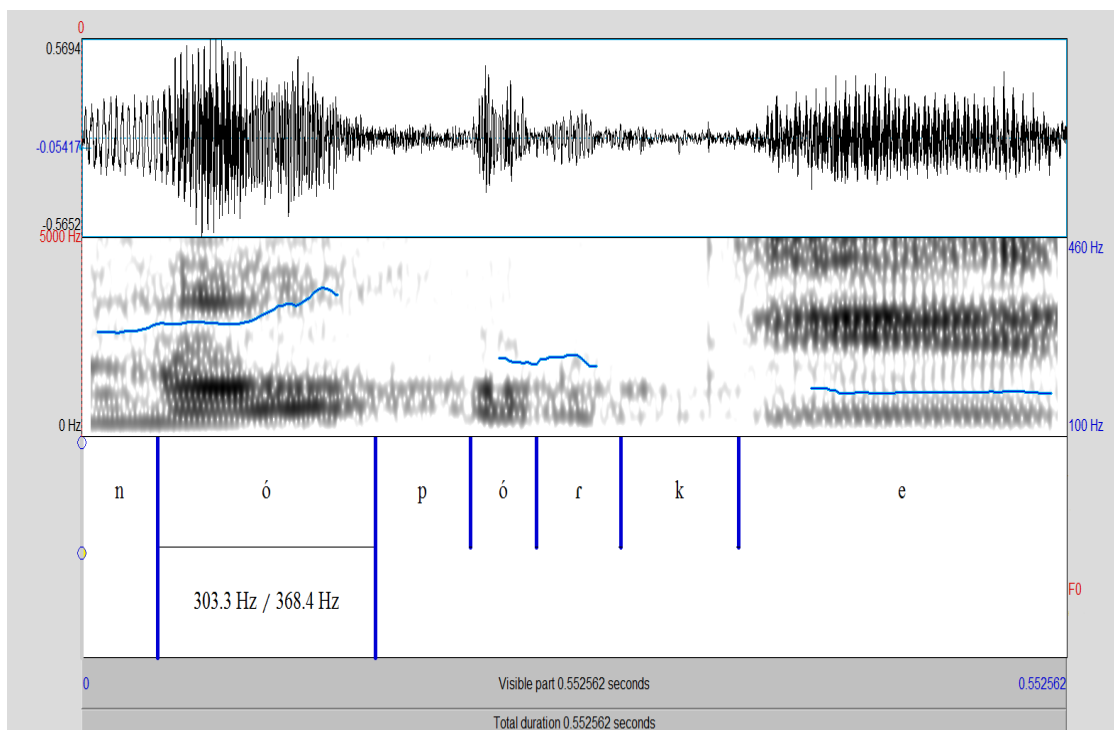 0
0.5694
-0.05417
-0.5652
5000 Hz 460 Hz
0 Hz 100 Hz
n ó p ó ɾ k e
303.3 Hz / 368.4 Hz
F0
0 Visible part 0.552562 seconds 0.552562
Total duration 0.552562 seconds